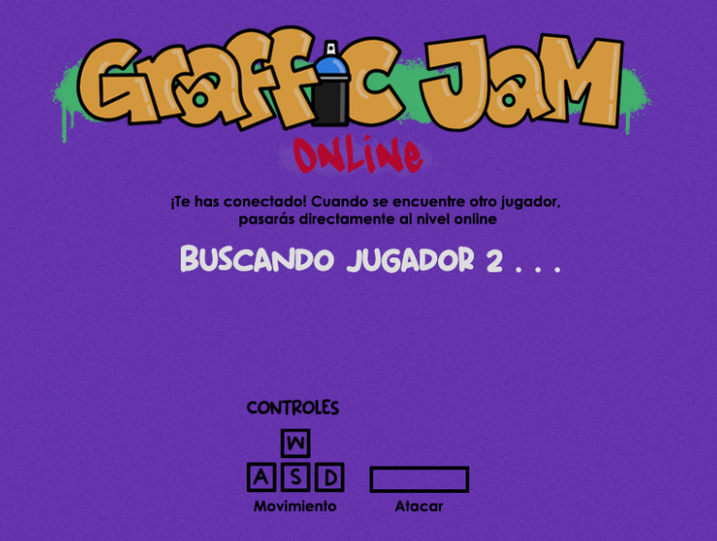 Graffic Jam
ONLiNe
¡Te has conectado! Cuando se encuentre otro jugador,
pasarás directamente al nivel online
BUSCANDO JUGADOR 2 . . .
CONTROLES
W
A S D
Movimiento Atacar